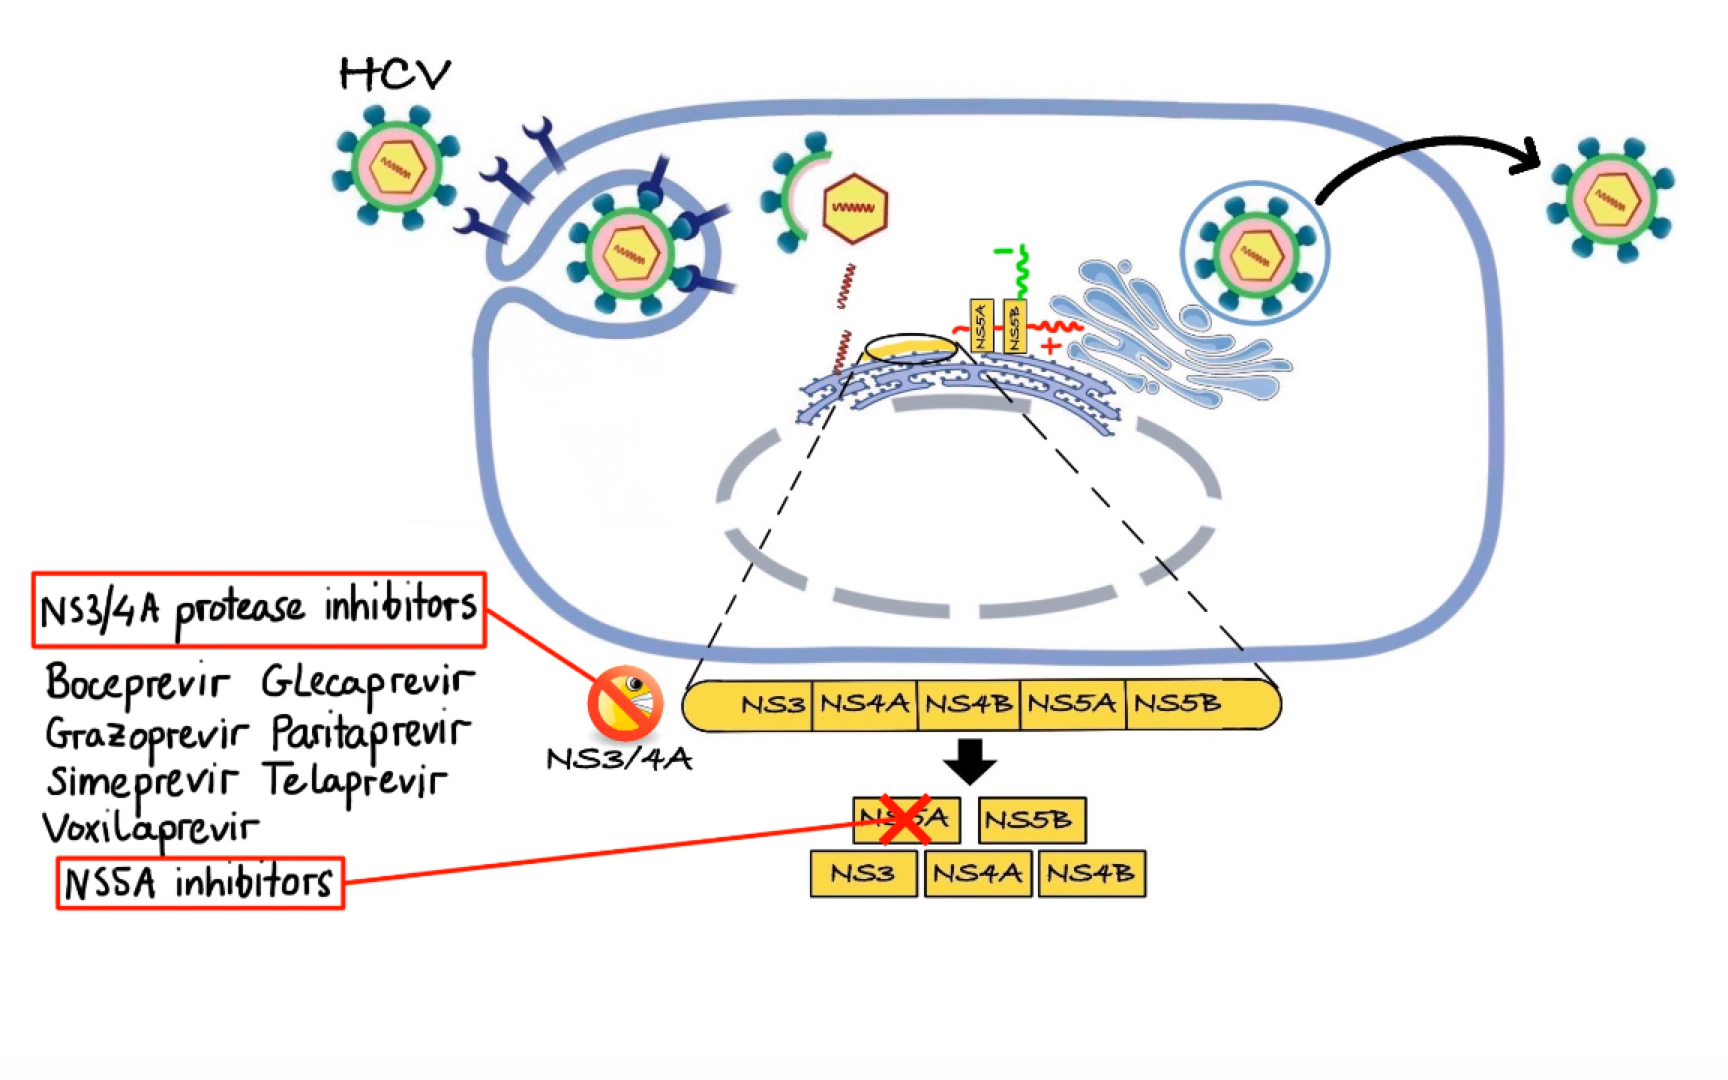 HCV
NS5A
NS5B
−
+
NS3/4A protease inhibitors
Boceprevir Glecaprevir
Grazoprevir Paritaprevir
Simeprevir Telaprevir
Voxilaprevir
NS3/4A
NS3 NS4A NS4B NS5A NS5B
NS5A NS5B
NS3 NS4A NS4B
NS5A inhibitors